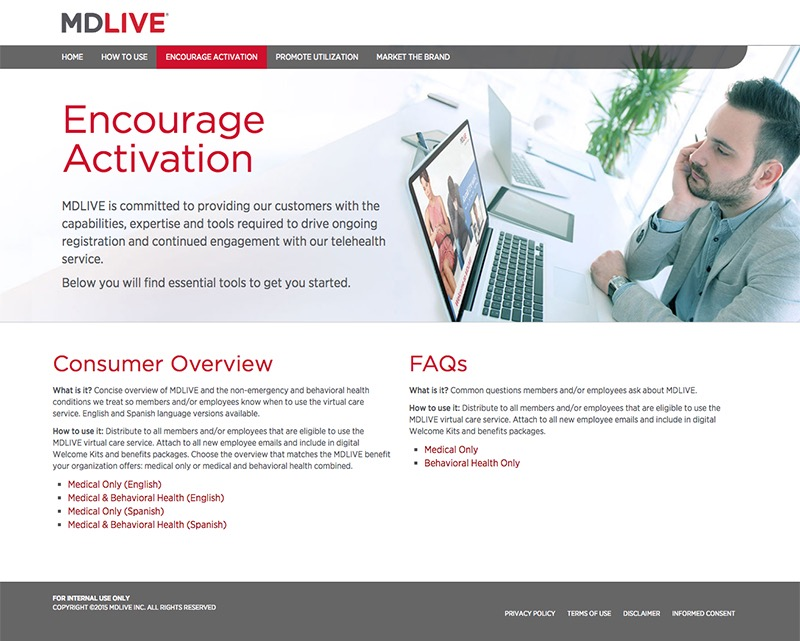 MDLIVE®
HOME HOW TO USE ENCOURAGE ACTIVATION PROMOTE UTILIZATION MARKET THE BRAND
Encourage
Activation
MDLIVE is committed to providing our customers with the
capabilities, expertise and tools required to drive ongoing
registration and continued engagement with our telehealth
service.
Below you will find essential tools to get you started.
Consumer Overview
What is it? Concise overview of MDLIVE and the non-emergency and behavioral health
conditions we treat so members and/or employees know when to use the virtual care
service. English and Spanish language versions available.
How to use it: Distribute to all members and/or employees that are eligible to use the
MDLIVE virtual care service. Attach to all new employee emails and include in digital
Welcome Kits and benefits packages. Choose the overview that matches the MDLIVE benefit
your organization offers: medical only or medical and behavioral health combined.
▪ Medical Only (English)
▪ Medical & Behavioral Health (English)
▪ Medical Only (Spanish)
▪ Medical & Behavioral Health (Spanish)
FAQs
What is it? Common questions members and/or employees ask about MDLIVE.
How to use it: Distribute to all members and/or employees that are eligible to use the
MDLIVE virtual care service. Attach to all new employee emails and include in digital
Welcome Kits and benefits packages.
▪ Medical Only
▪ Behavioral Health Only
FOR INTERNAL USE ONLY
COPYRIGHT ©2015 MDLIVE INC. ALL RIGHTS RESERVED
PRIVACY POLICY TERMS OF USE DISCLAIMER INFORMED CONSENT